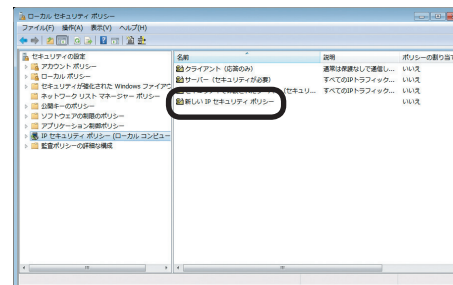 ローカル セキュリティ ポリシー
ファイル(F) 操作(A) 表示(V) ヘルプ(H)
セキュリティの設定
アカウント ポリシー
ローカル ポリシー
セキュリティが強化された Windows ファイアウ
ネットワーク リスト マネージャー ポリシー
公開キーのポリシー
ソフトウェアの制限のポリシー
アプリケーション制御ポリシー
IP セキュリティ ポリシー (ローカル コンピュー
監査ポリシーの詳細な構成
名前 説明 ポリシーの割り当て
クライアント (応答のみ) 通常は保護なしで通信し... いいえ
サーバー (セキュリティが必要) すべてのIPトラフィック... いいえ
(セキュリ... すべてのIPトラフィック... いいえ
新しい IP セキュリティ ポリシー いいえ